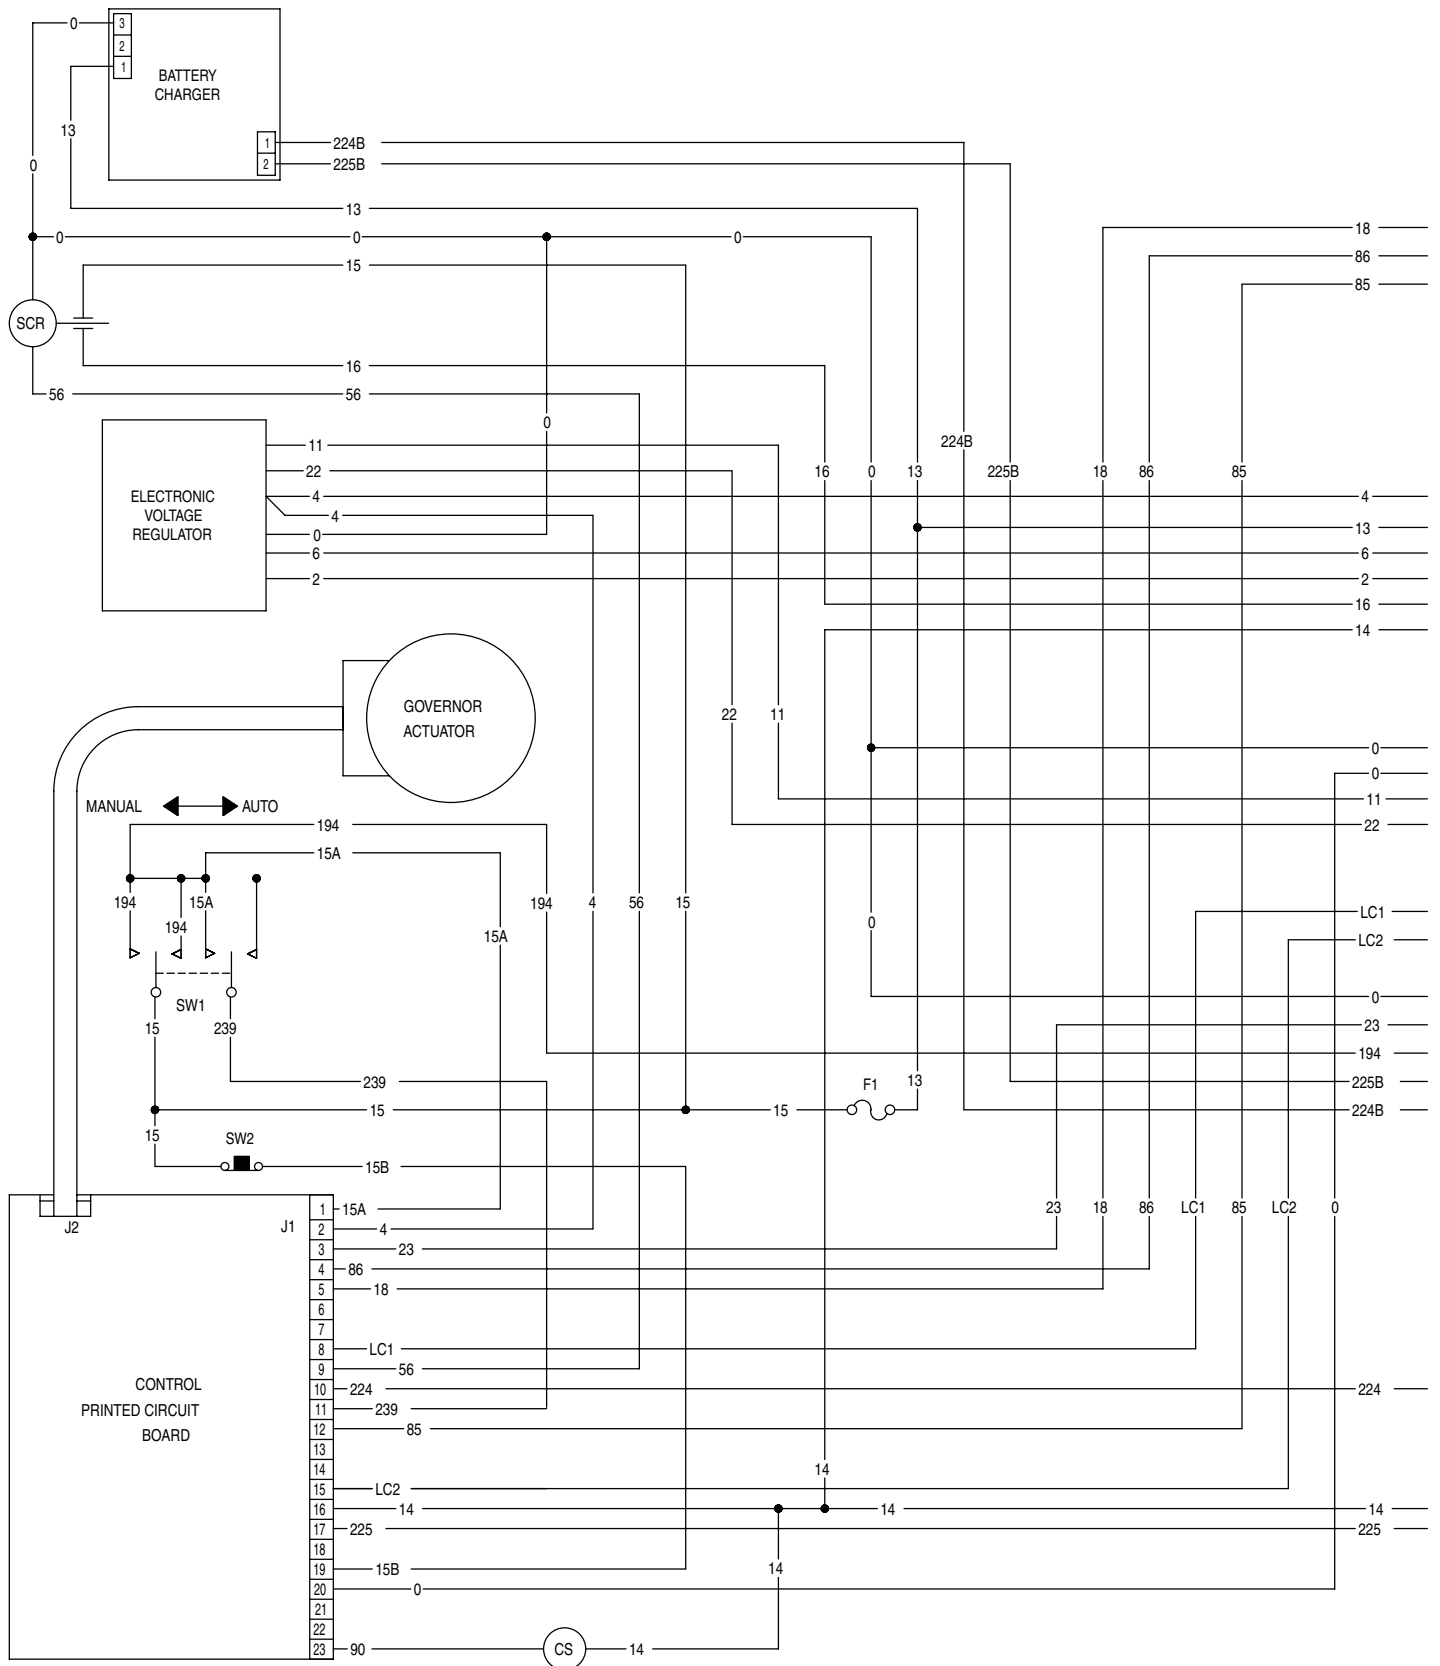 0
3
2
1
BATTERY
CHARGER
13
0
1
224B
2
225B
13
0
0
0
18
86
15
85
SCR
16
56
56
0
11
224B
22
16
0
13
225B
18
86
85
ELECTRONIC
VOLTAGE
REGULATOR
4
4
4
0
13
6
6
2
2
16
14
GOVERNOR
ACTUATOR
22
11
0
0
11
22
MANUAL
AUTO
194
15A
194
15A
194
194
4
56
15
15A
0
LC1
LC2
SW1
0
15
239
23
194
239
F1
13
225B
15
15
224B
15
SW2
15B
J2
J1
1
15A
23
18
86
LC1
85
LC2
0
2
4
3
23
4
86
5
18
6
7
8
LC1
9
56
10
224
224
CONTROL
PRINTED CIRCUIT
BOARD
11
239
12
85
13
14
14
15
LC2
16
14
14
14
17
225
225
18
19
15B
14
20
0
21
22
23
90
CS
14